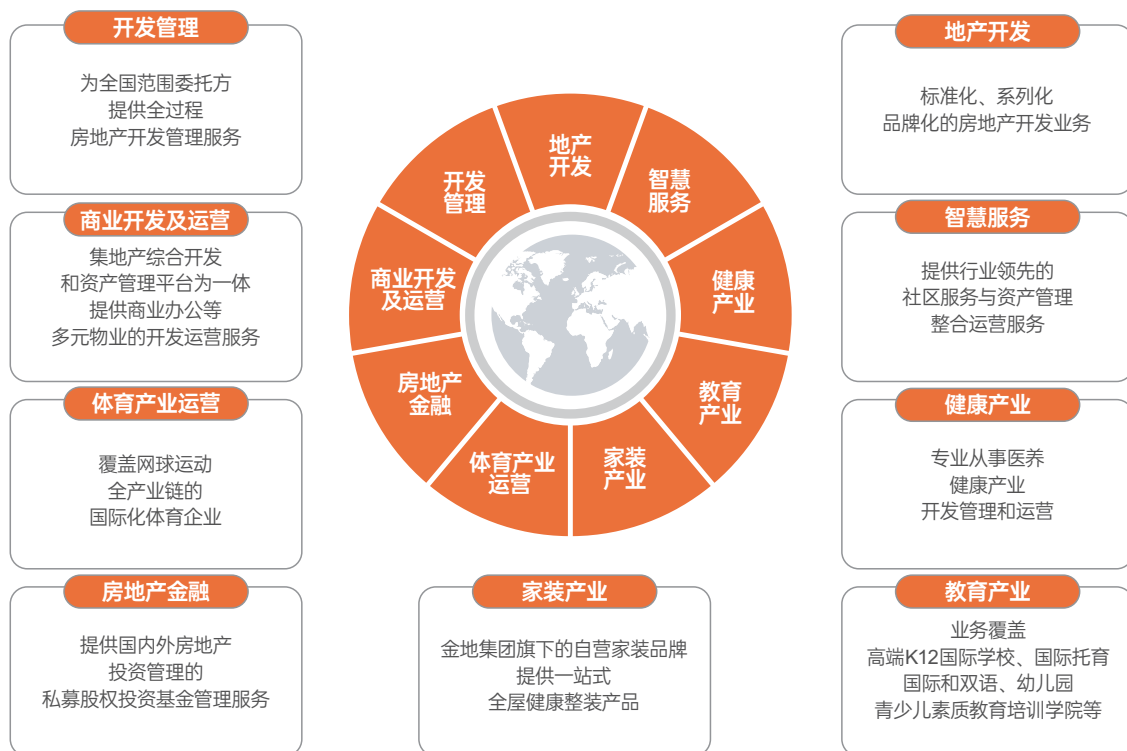 开发管理
为全国范围委托方
提供全过程
房地产开发管理服务
商业开发及运营
集地产综合开发
和资产管理平台为一体
提供商业办公等
多元物业的开发运营服务
体育产业运营
覆盖网球运动
全产业链的
国际化体育企业
房地产金融
提供国内外房地产
投资管理的
私募股权投资基金管理服务
地产
开发
智慧
服务
健康
产业
教育
产业
家装
产业
体育产业
运营
房地产
金融
商业开发
及运营
开发
管理
家装产业
金地集团旗下的自营家装品牌
提供一站式
全屋健康整装产品
地产开发
标准化、系列化
品牌化的房地产开发业务
智慧服务
提供行业领先的
社区服务与资产管理
整合运营服务
健康产业
专业从事医养
健康产业
开发管理和运营
教育产业
业务覆盖
高端K12国际学校、国际托育
国际和双语、幼儿园
青少儿素质教育培训学院等